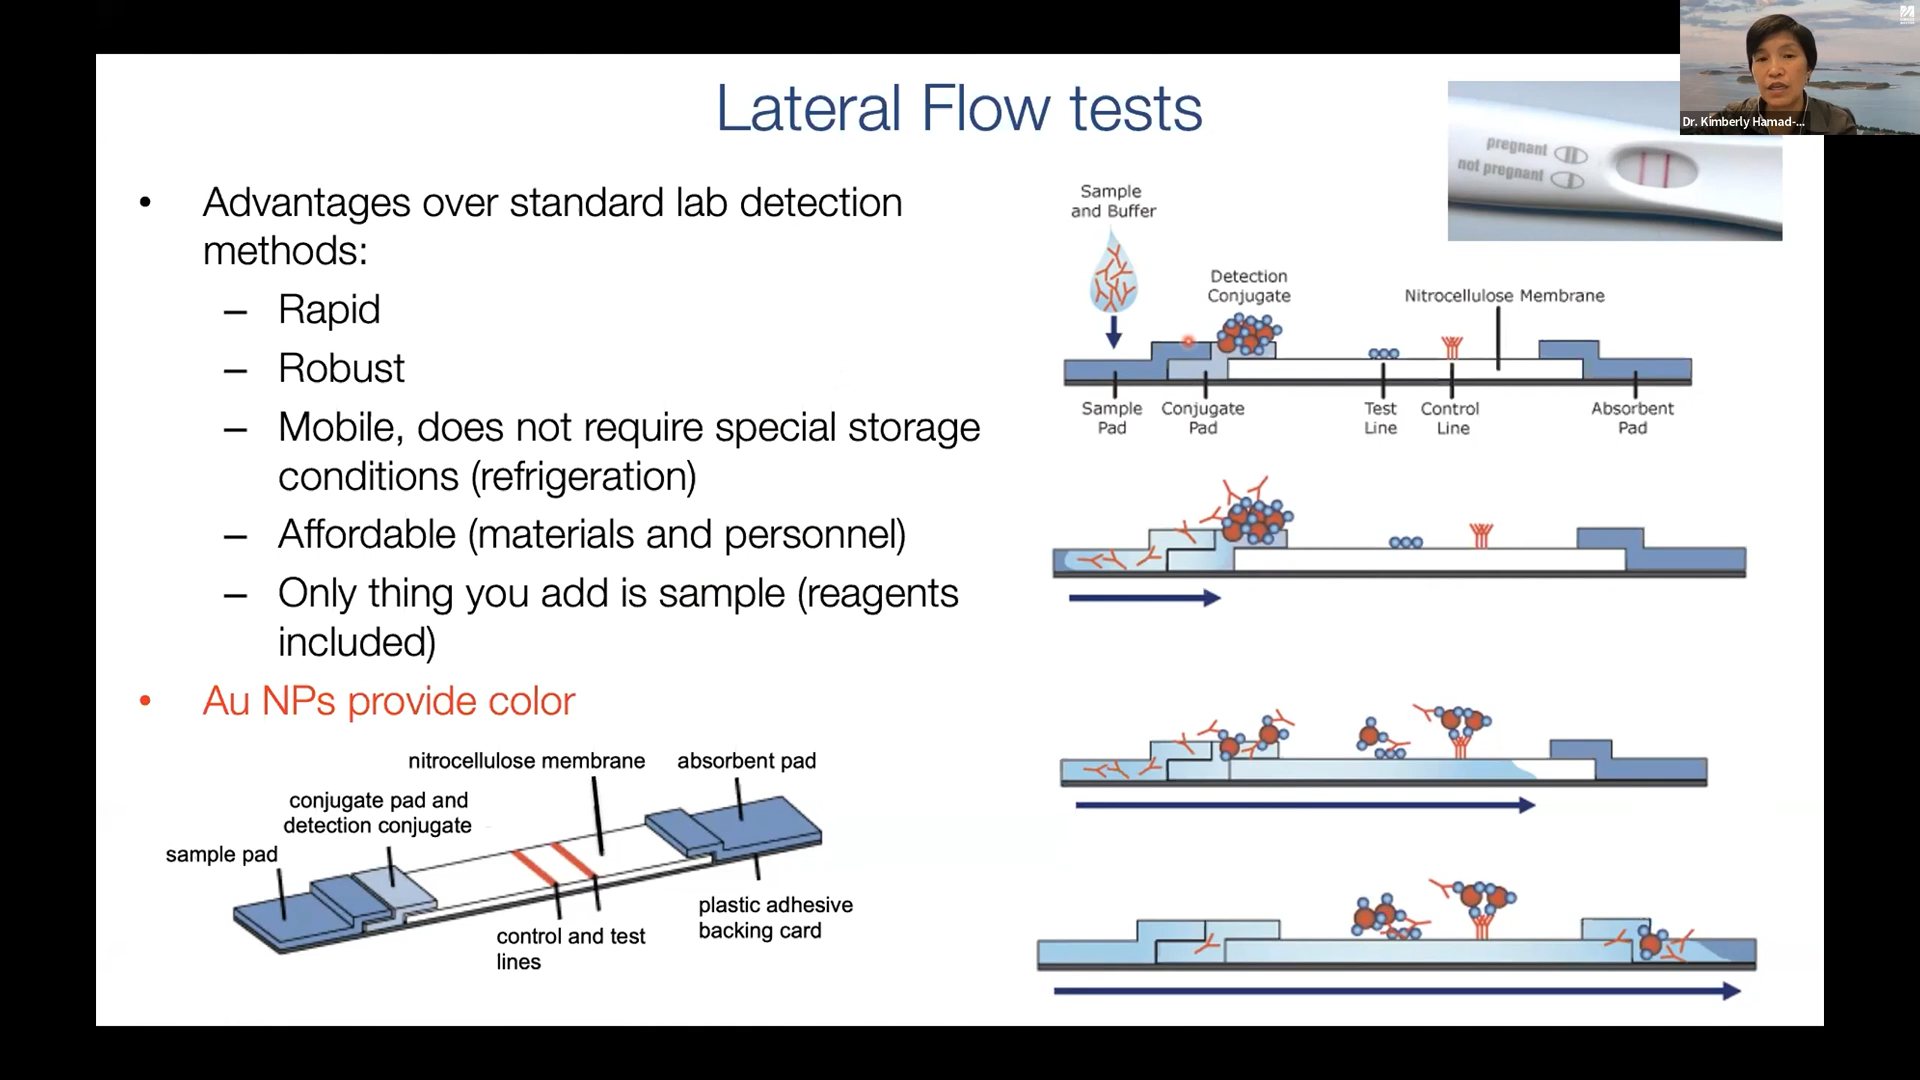 Lateral Flow tests
Dr. Kimberly Hamad-...
pregnant
not pregnant
• Advantages over standard lab detection
methods:
– Rapid
– Robust
– Mobile, does not require special storage
conditions (refrigeration)
– Affordable (materials and personnel)
– Only thing you add is sample (reagents
included)
• Au NPs provide color
nitrocellulose membrane
absorbent pad
conjugate pad and
detection conjugate
sample pad
control and test
lines
plastic adhesive
backing card
Sample
and Buffer
Detection
Conjugate
Nitrocellulose Membrane
Sample
Pad
Conjugate
Pad
Test
Line
Control
Line
Absorbent
Pad